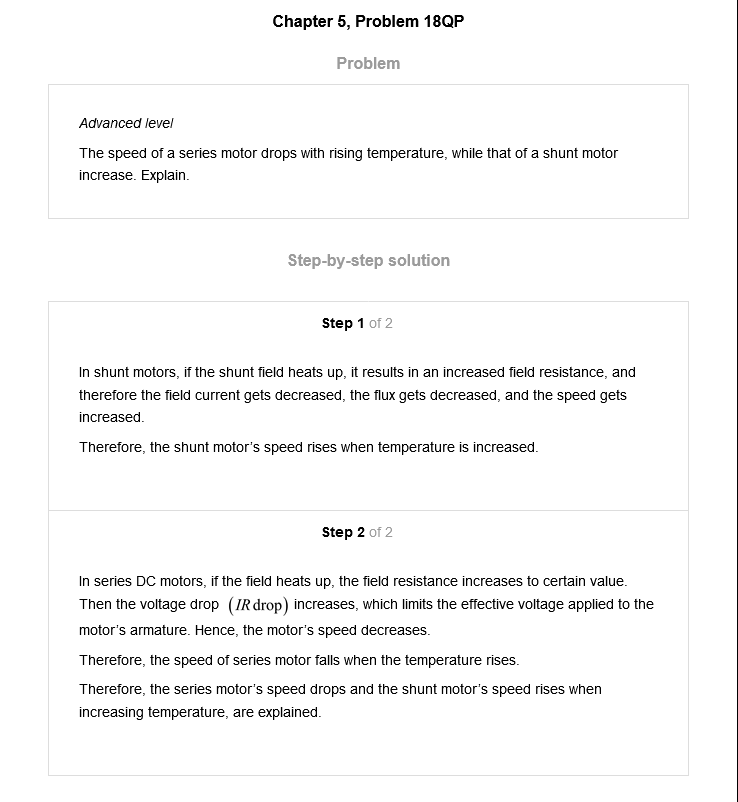 Chapter 5, Problem 18QP
Problem
Advanced level
The speed of a series motor drops with rising temperature, while that of a shunt motor
increase. Explain.
Step-by-step solution
Step 1 of 2
In shunt motors, if the shunt field heats up, it results in an increased field resistance, and
therefore the field current gets decreased, the flux gets decreased, and the speed gets
increased.
Therefore, the shunt motor's speed rises when temperature is increased.
Step 2 of 2
In series DC motors, if the field heats up, the field resistance increases to certain value.
Then the voltage drop (IR drop) increases, which limits the effective voltage applied to the
motor's armature. Hence, the motor's speed decreases.
Therefore, the speed of series motor falls when the temperature rises.
Therefore, the series motor's speed drops and the shunt motor's speed rises when
increasing temperature, are explained.